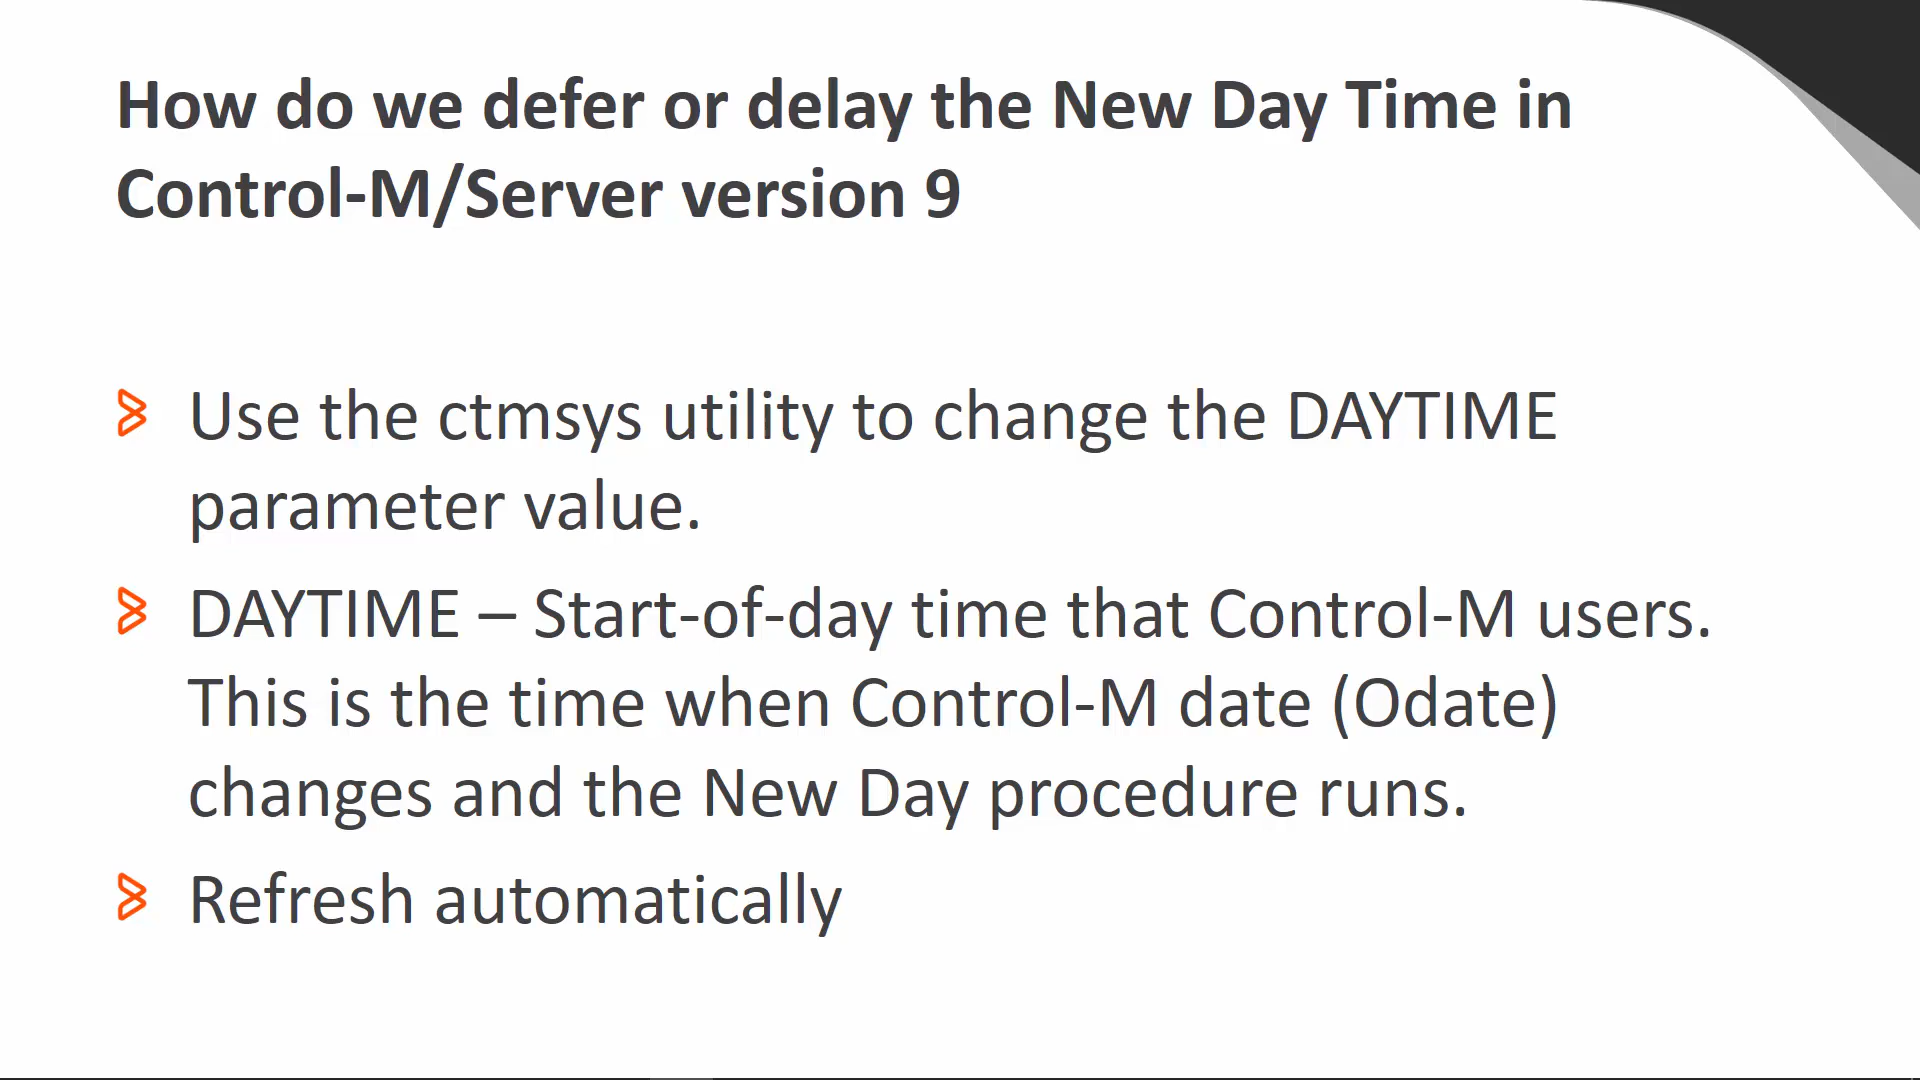 How do we defer or delay the New Day Time in
Control-M/Server version 9
Use the ctmsys utility to change the DAYTIME
parameter value.
DAYTIME – Start-of-day time that Control-M users.
This is the time when Control-M date (Odate)
changes and the New Day procedure runs.
Refresh automatically